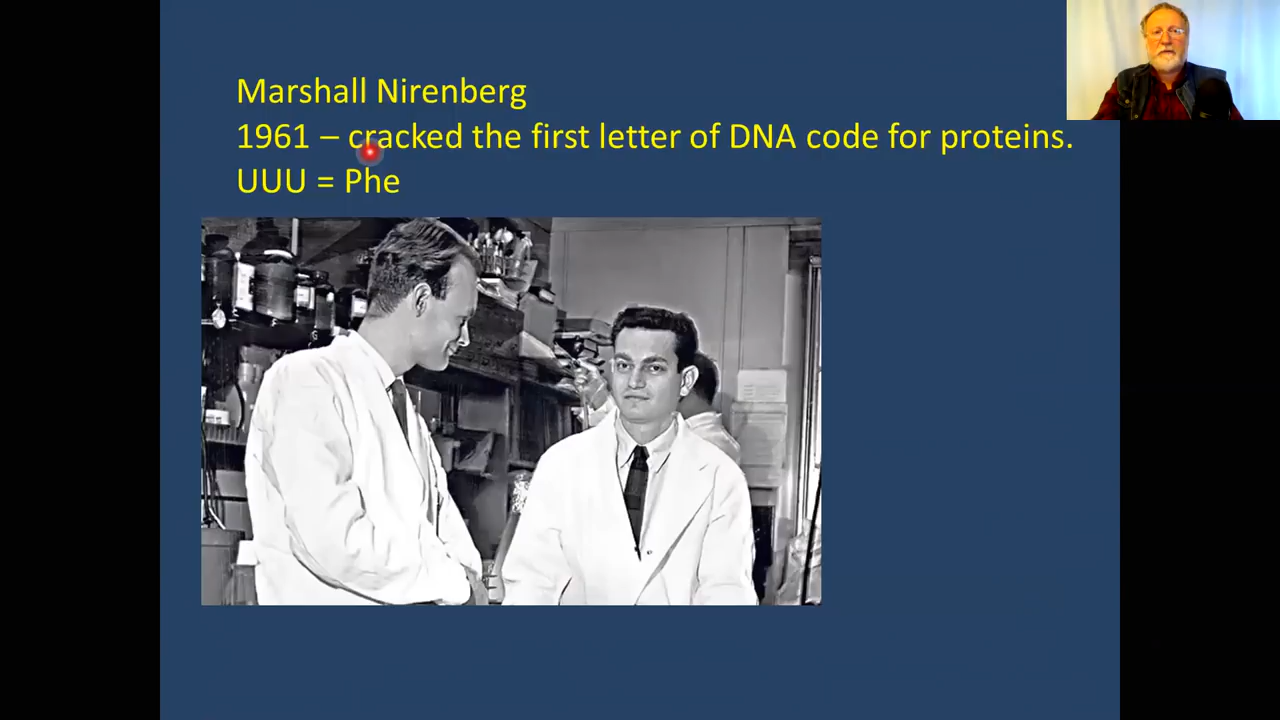 Marshall Nirenberg
1961 – cracked the first letter of DNA code for proteins.
UUU = Phe